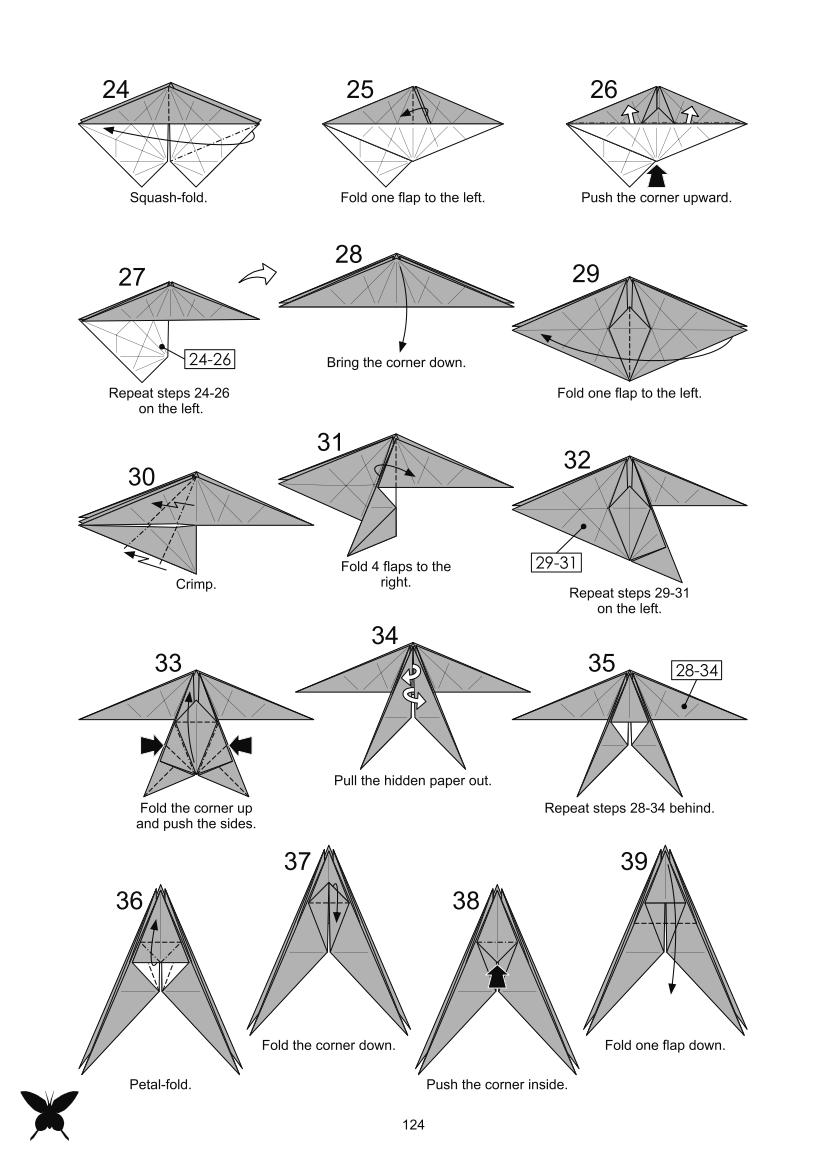 24
Squash-fold.
25
Fold one flap to the left.
26
Push the corner upward.
27
24-26
Repeat steps 24-26
on the left.
28
Bring the corner down.
29
Fold one flap to the left.
30
Crimp.
31
Fold 4 flaps to the
right.
32
29-31
Repeat steps 29-31
on the left.
33
Fold the corner up
and push the sides.
34
Pull the hidden paper out.
35
28-34
Repeat steps 28-34 behind.
36
Petal-fold.
37
Fold the corner down.
38
Push the corner inside.
39
Fold one flap down.
124